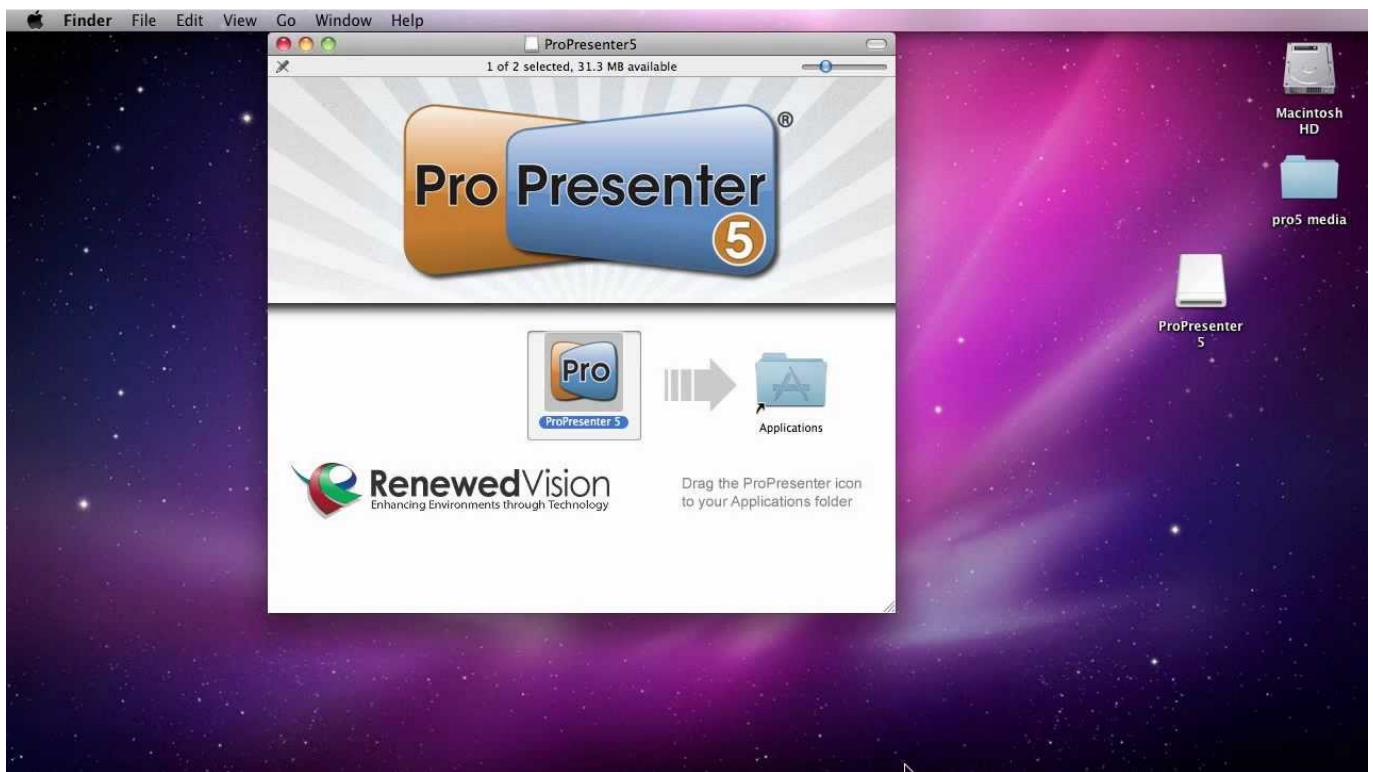 Finder File Edit View Go Window Help
ProPresenter5
1 of 2 selected, 31.3 MB available
Pro Presenter ®
5
Macintosh
HD
pro5 media
ProPresenter
5
Pro
ProPresenter 5
Applications
RenewedVision
Enhancing Environments through Technology
Drag the ProPresenter icon
to your Applications folder